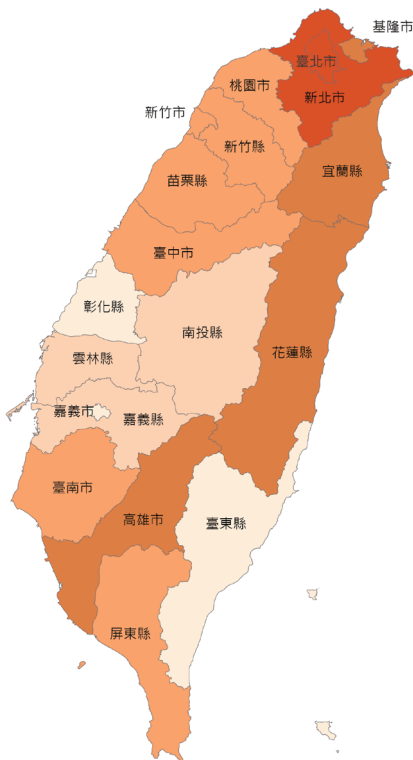 基隆市
臺北市
桃園市
新北市
新竹市
新竹縣
宜蘭縣
苗栗縣
臺中市
彰化縣
南投縣
花蓮縣
雲林縣
嘉義市
嘉義縣
臺南市
高雄市
臺東縣
屏東縣